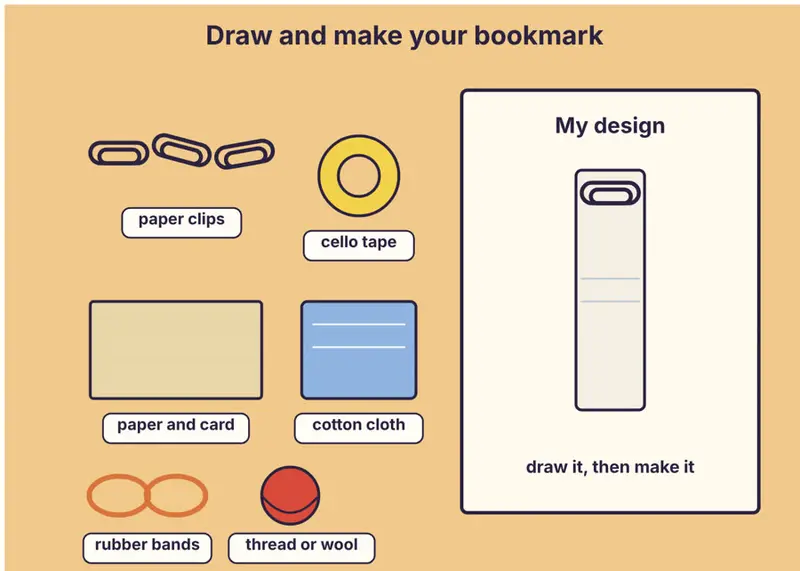 Draw and make your bookmark
My design
paper clips
cello tape
paper and card
cotton cloth
draw it, then make it
rubber bands
thread or wool